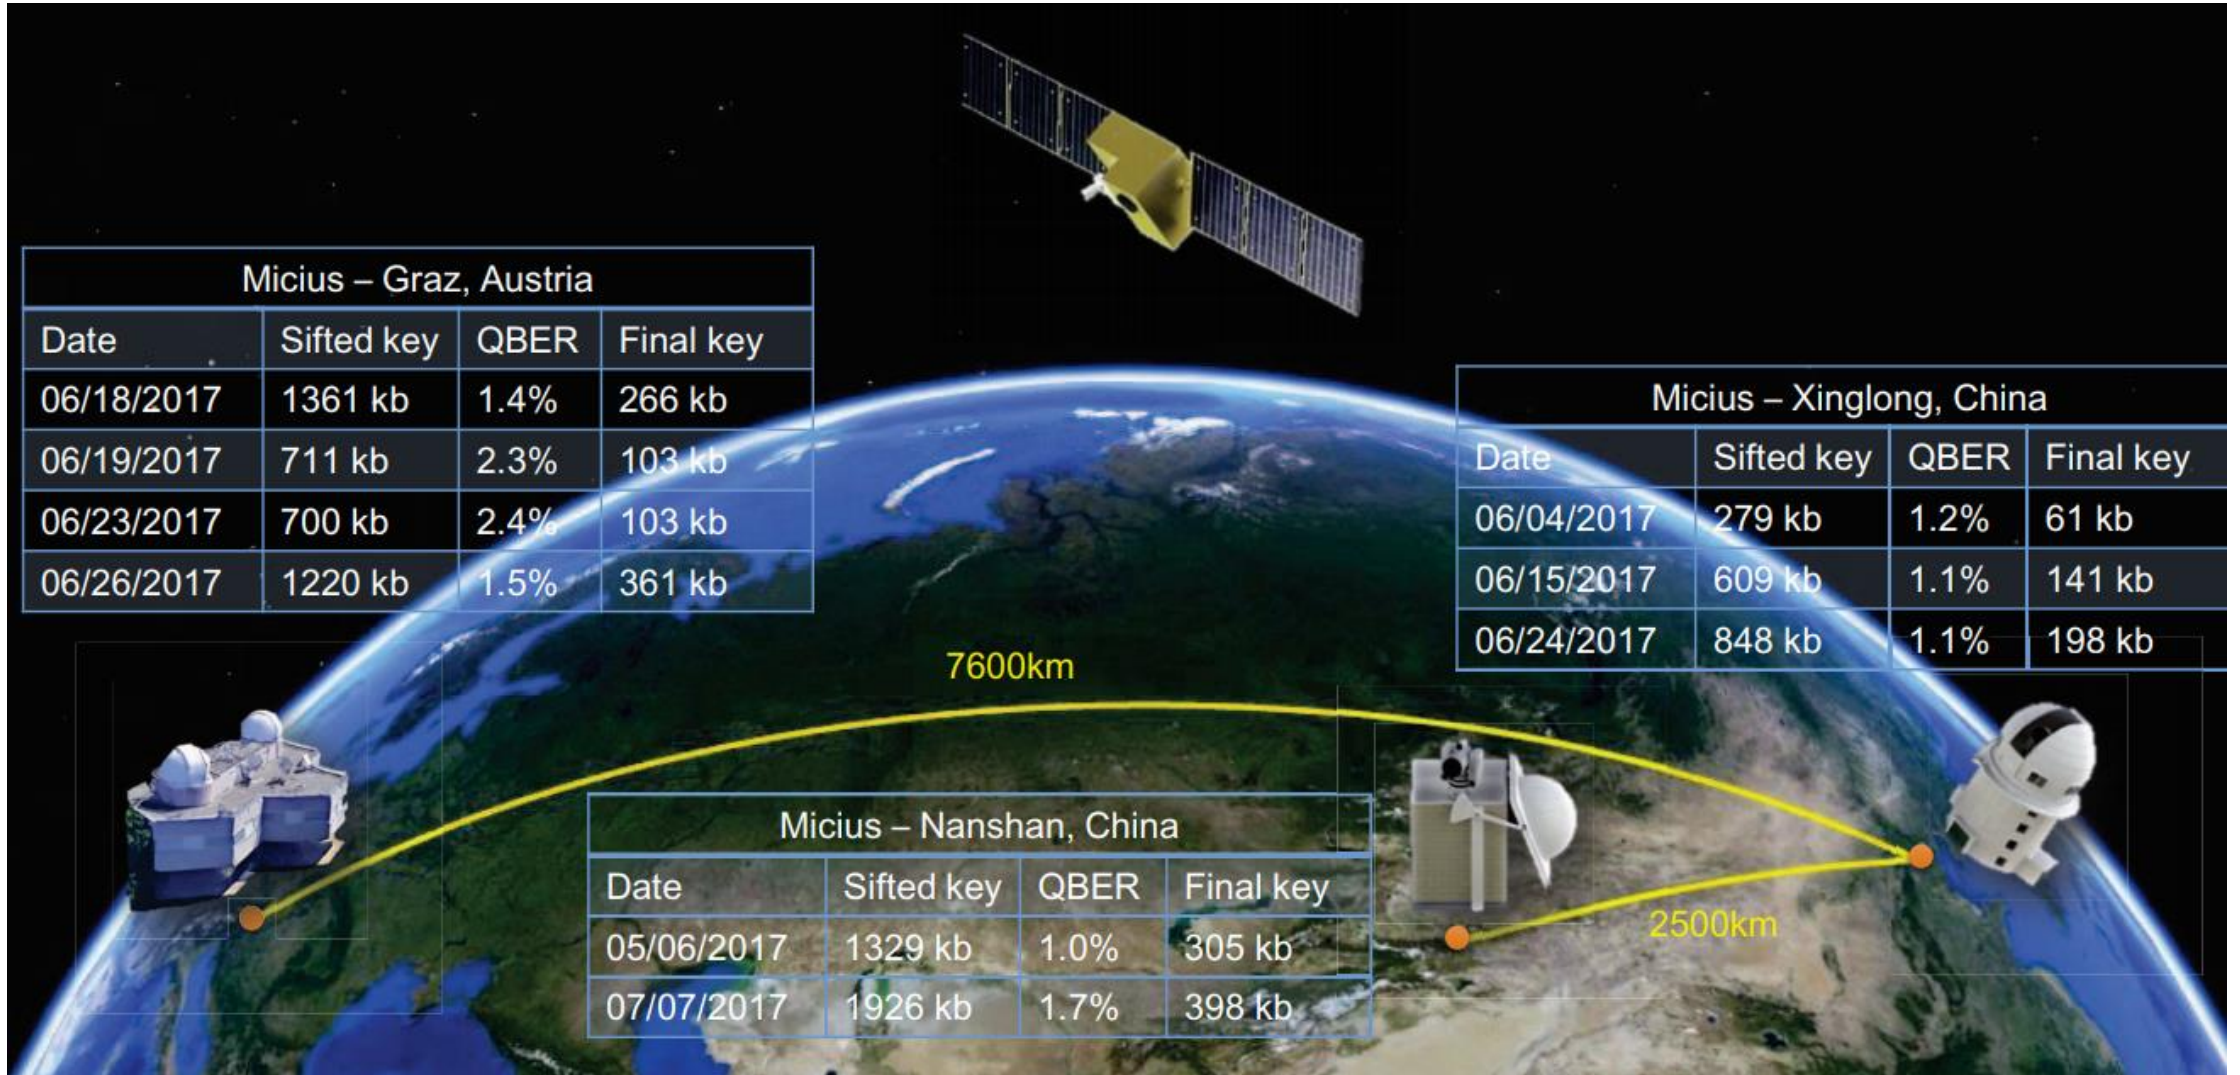 Micius – Graz, Austria
Date Sifted key QBER Final key
06/18/2017 1361 kb 1.4% 266 kb
06/19/2017 711 kb 2.3% 103 kb
06/23/2017 700 kb 2.4% 103 kb
06/26/2017 1220 kb 1.5% 361 kb
Micius – Xinglong, China
Date Sifted key QBER Final key
06/04/2017 279 kb 1.2% 61 kb
06/15/2017 609 kb 1.1% 141 kb
06/24/2017 848 kb 1.1% 198 kb
7600km
Micius – Nanshan, China
Date Sifted key QBER Final key
05/06/2017 1329 kb 1.0% 305 kb
07/07/2017 1926 kb 1.7% 398 kb
2500km